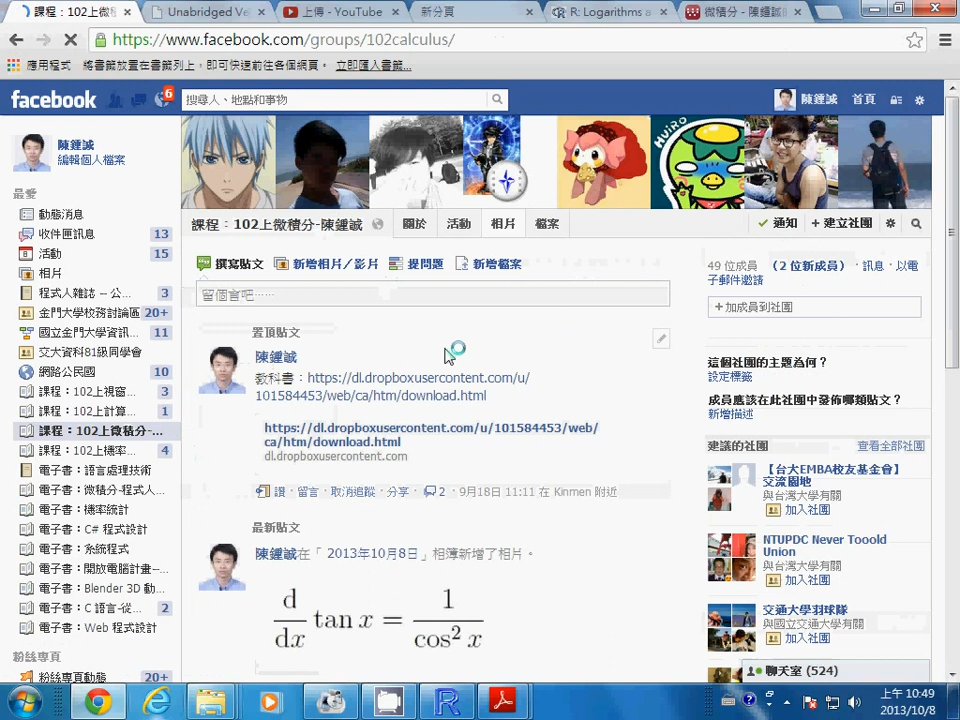 課程：102上微積
Unabridged Ve
上傳 - YouTube
新分頁
R: Logarithms a
微積分 - 陳鍾誠
https://www.facebook.com/groups/102calculus/
應用程式 將書籤放置在書籤列上，即可快速前往各個網頁。 立即匯入書籤...
facebook
6
搜尋人、地點和事物
陳鍾誠
首頁
陳鍾誠
編輯個人檔案
最愛
動態消息
收件匣訊息 13
活動 15
相片
程式人雜誌 -- 公... 3
金門大學校務討論區 20+
國立金門大學資訊... 11
交大資科81級同學會
網路公民國 10
課程：102上視窗... 3
課程：102上計算... 1
課程：102上微積分-...
課程：102上機率... 4
電子書：語言處理技術
電子書：微積分-程式人...
電子書：機率統計
電子書：C# 程式設計
電子書：系統程式
電子書：開放電腦計畫--...
電子書：Blender 3D 動...
電子書：C 語言-從... 2
電子書：Web 程式設計
粉絲專頁
粉絲專頁動態 20+
MUIRO
課程：102上微積分-陳鍾誠
關於
活動
相片
檔案
通知
+ 建立社團
撰寫貼文
新增相片／影片
提問題
新增檔案
留個言吧......
置頂貼文
陳鍾誠
教科書：https://dl.dropboxusercontent.com/u/
101584453/web/ca/htm/download.html
https://dl.dropboxusercontent.com/u/101584453/web/
ca/htm/download.html
dl.dropboxusercontent.com
讚 · 留言 · 取消追蹤 · 分享 · 2 · 9月18日 11:11 在 Kinmen 附近
最新貼文
陳鍾誠在「 2013年10月8日」相簿新增了相片。
d/dx tan x = 1/cos² x
49 位成員 （2 位新成員） · 訊息 · 以電
子郵件邀請
+加成員到社團
這個社團的主題為何？
設定標籤
成員應該在此社團中發佈哪類貼文？
新增描述
建議的社團
查看全部社團
【台大EMBA校友基金會】
交流園地
與台灣大學有關
加入社團
NTUPDC Never Tooold
Union
與台灣大學有關
加入社團
交通大學羽球隊
與國立交通大學有關
加入社團
聊天室 (524)
上午 10:49
2013/10/8